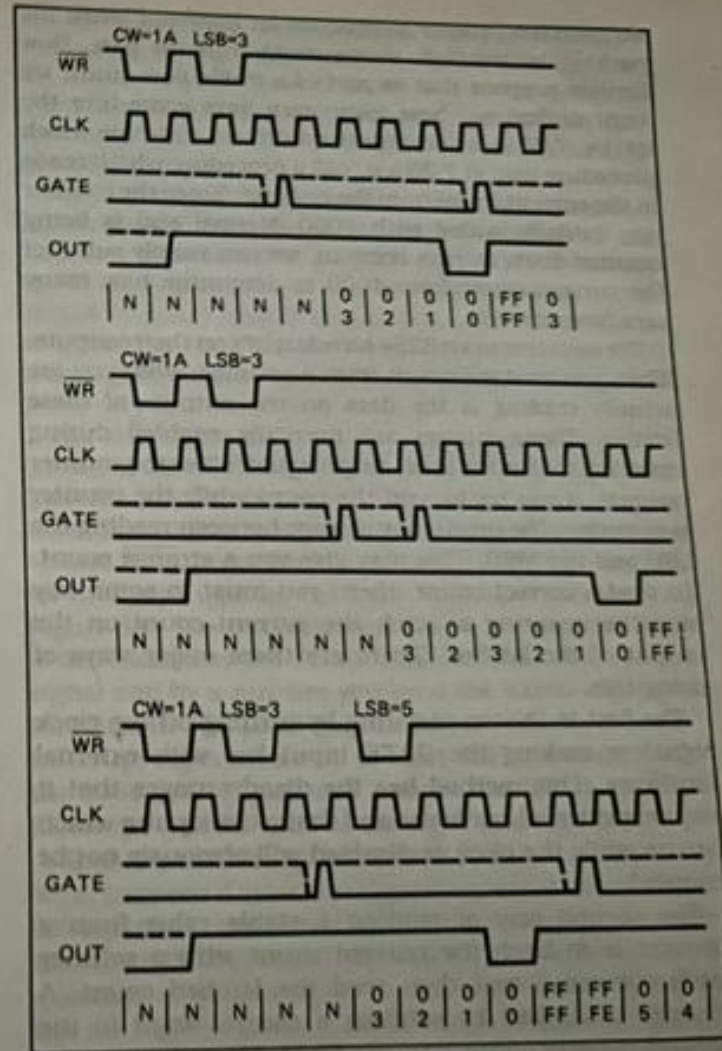 CW=1A LSB=3
WR
CLK
GATE
OUT
| N | N | N | N | N | 0 3 | 0 2 | 0 1 | 0 0 | FF FF | 0 3 |
CW=1A LSB=3
WR
CLK
GATE
OUT
| N | N | N | N | N | N | 0 3 | 0 2 | 0 3 | 0 2 | 0 1 | 0 0 | FF FF |
CW=1A LSB=3 LSB=5
WR
CLK
GATE
OUT
| N | N | N | N | N | 0 3 | 0 2 | 0 1 | 0 0 | FF FF | FF FE | 0 5 | 0 4 |